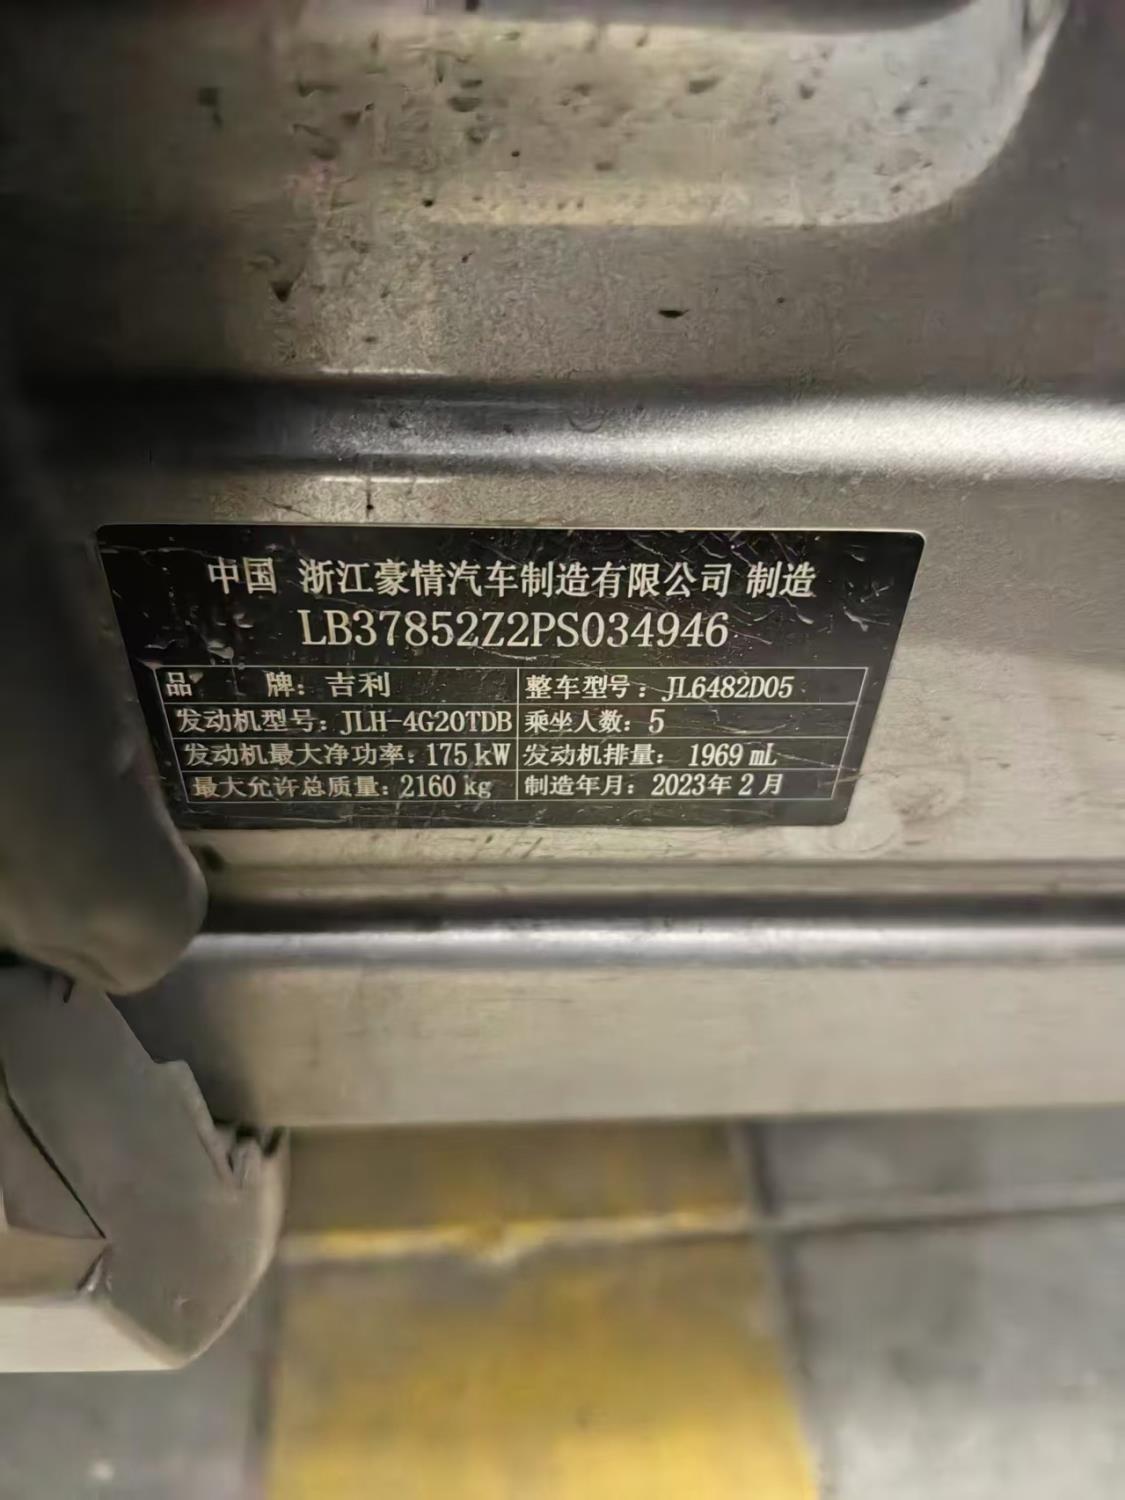 中国 浙江豪情汽车制造有限公司 制造
LB37852Z2PS034946
品 牌：吉利 整车型号：JL6482D05
发动机型号：JLH-4G20TDB 乘坐人数：5
发动机最大净功率：175 kW 发动机排量：1969 mL
最大允许总质量：2160 kg 制造年月：2023年2月